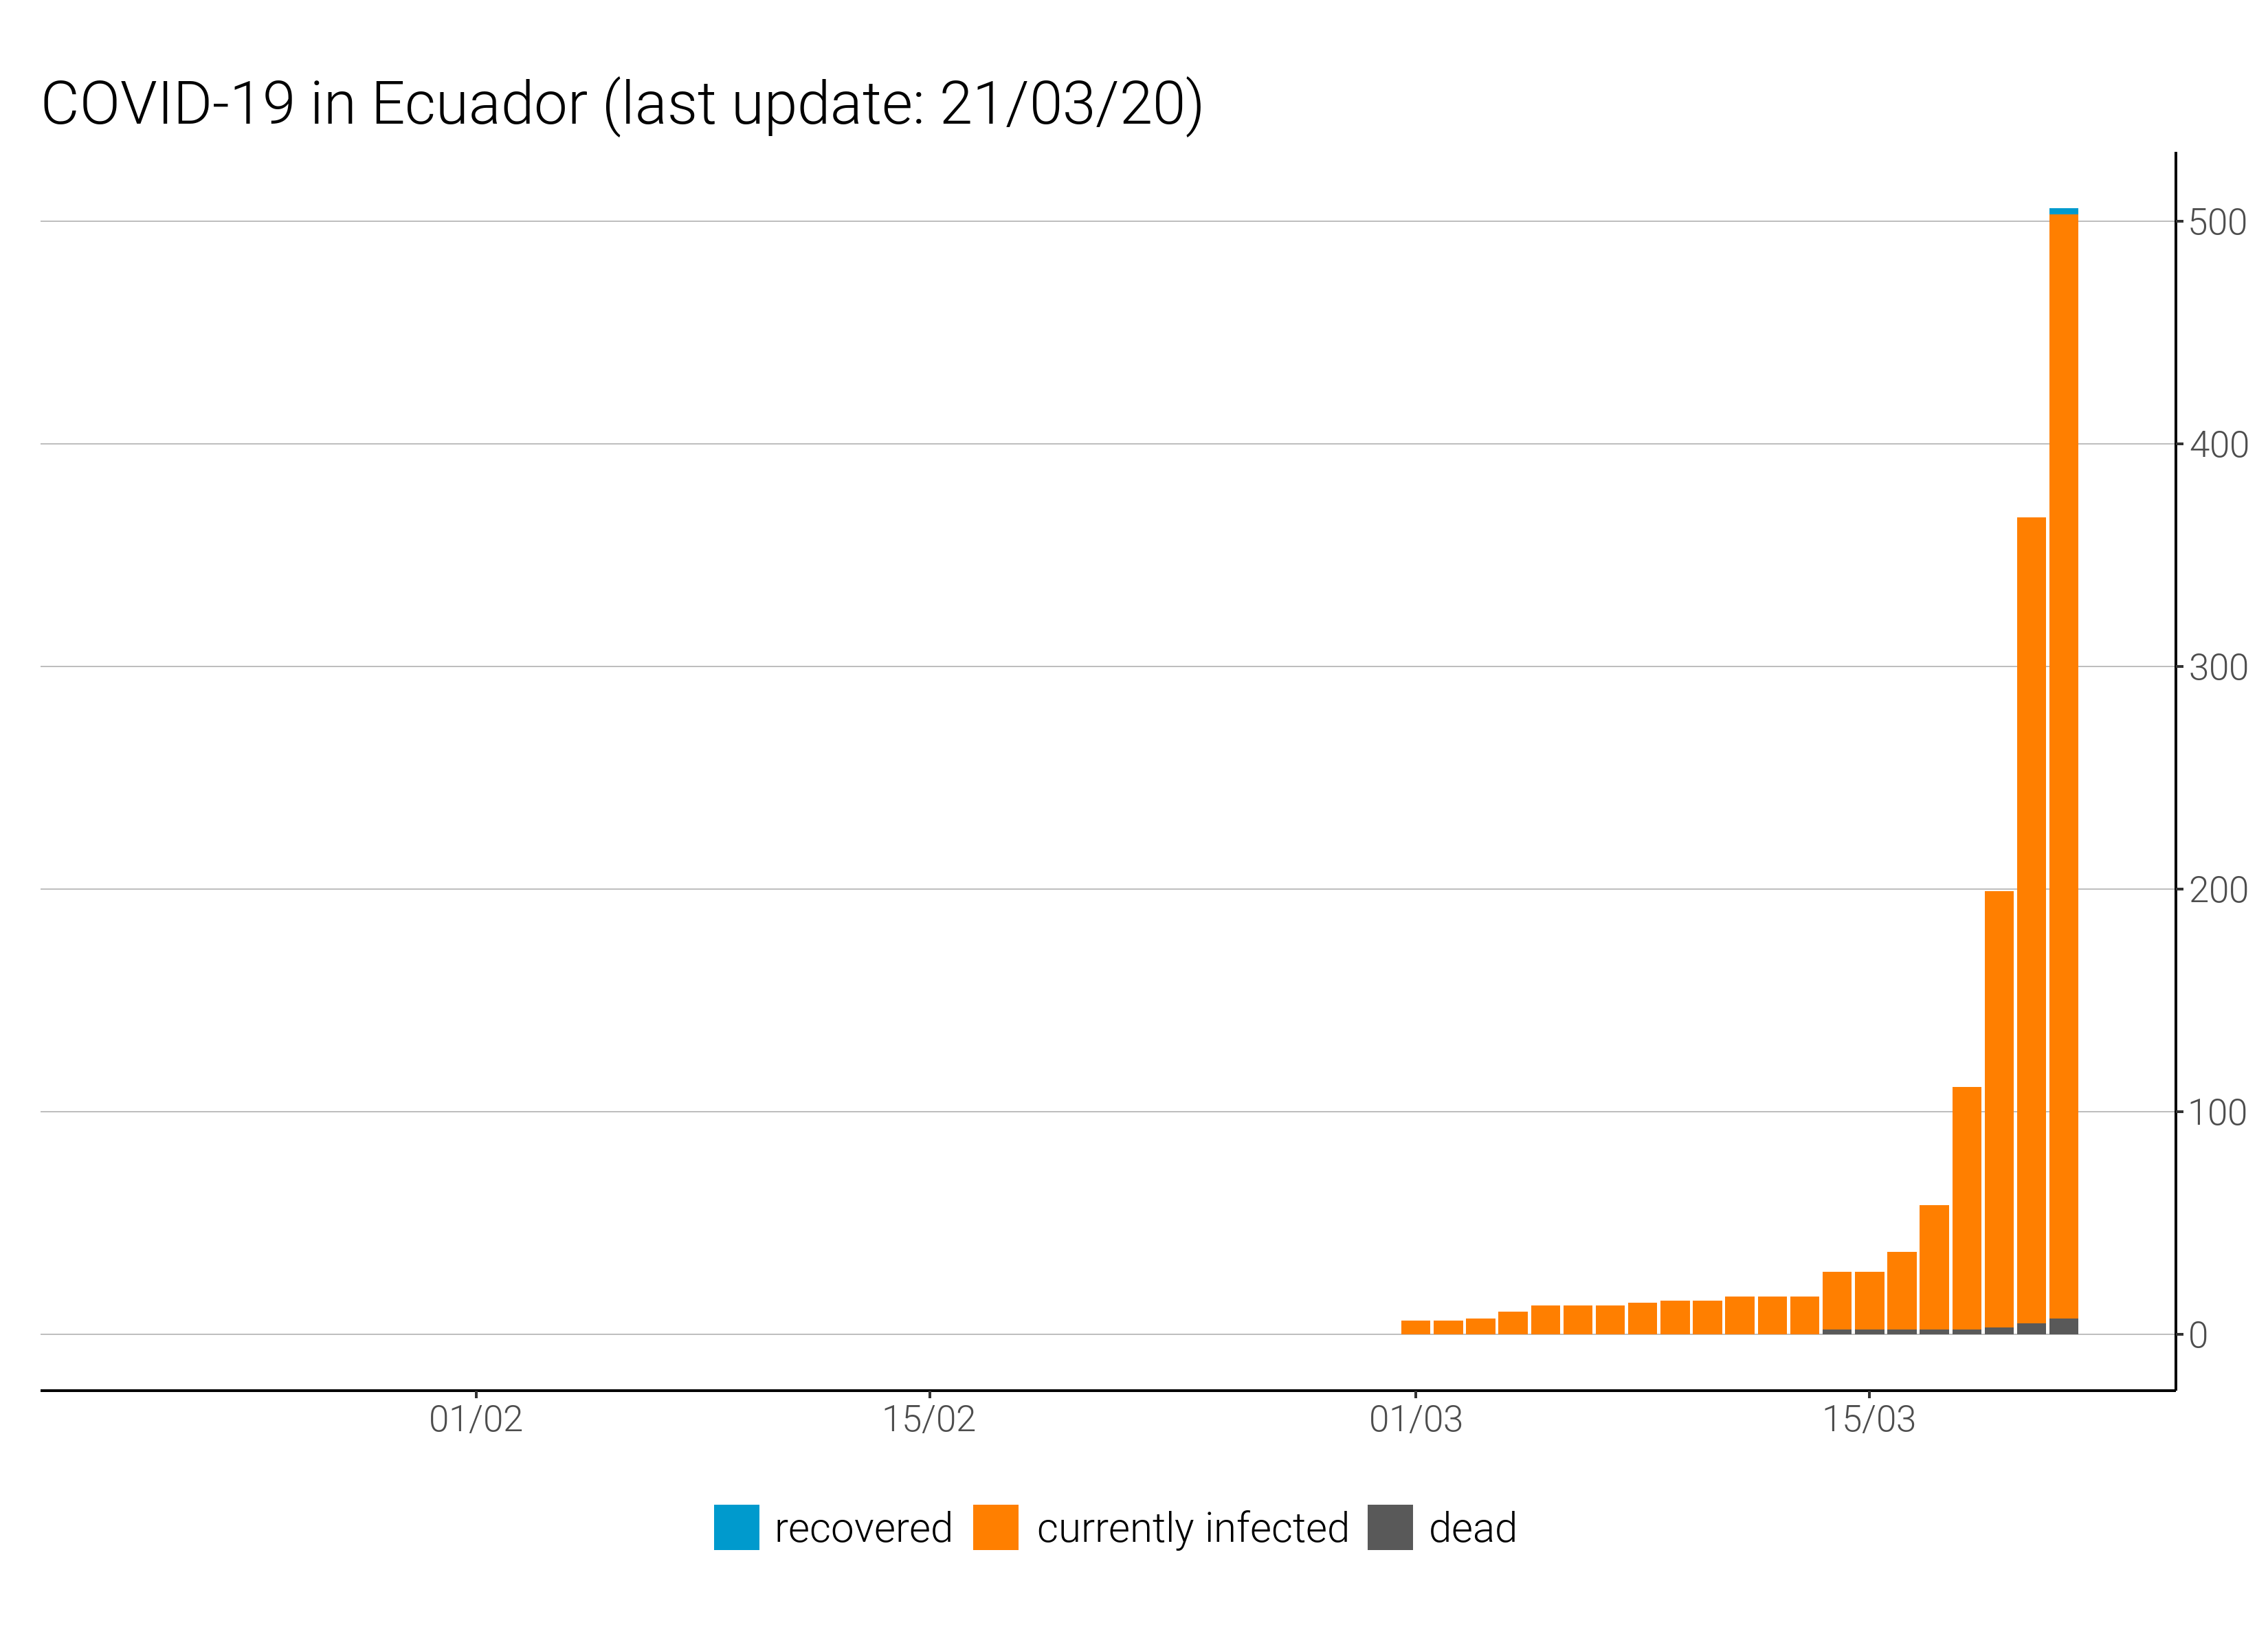 COVID-19 in Ecuador (last update: 21/03/20)
500
400
300
200
100
0
01/02 15/02 01/03 15/03
recovered currently infected dead